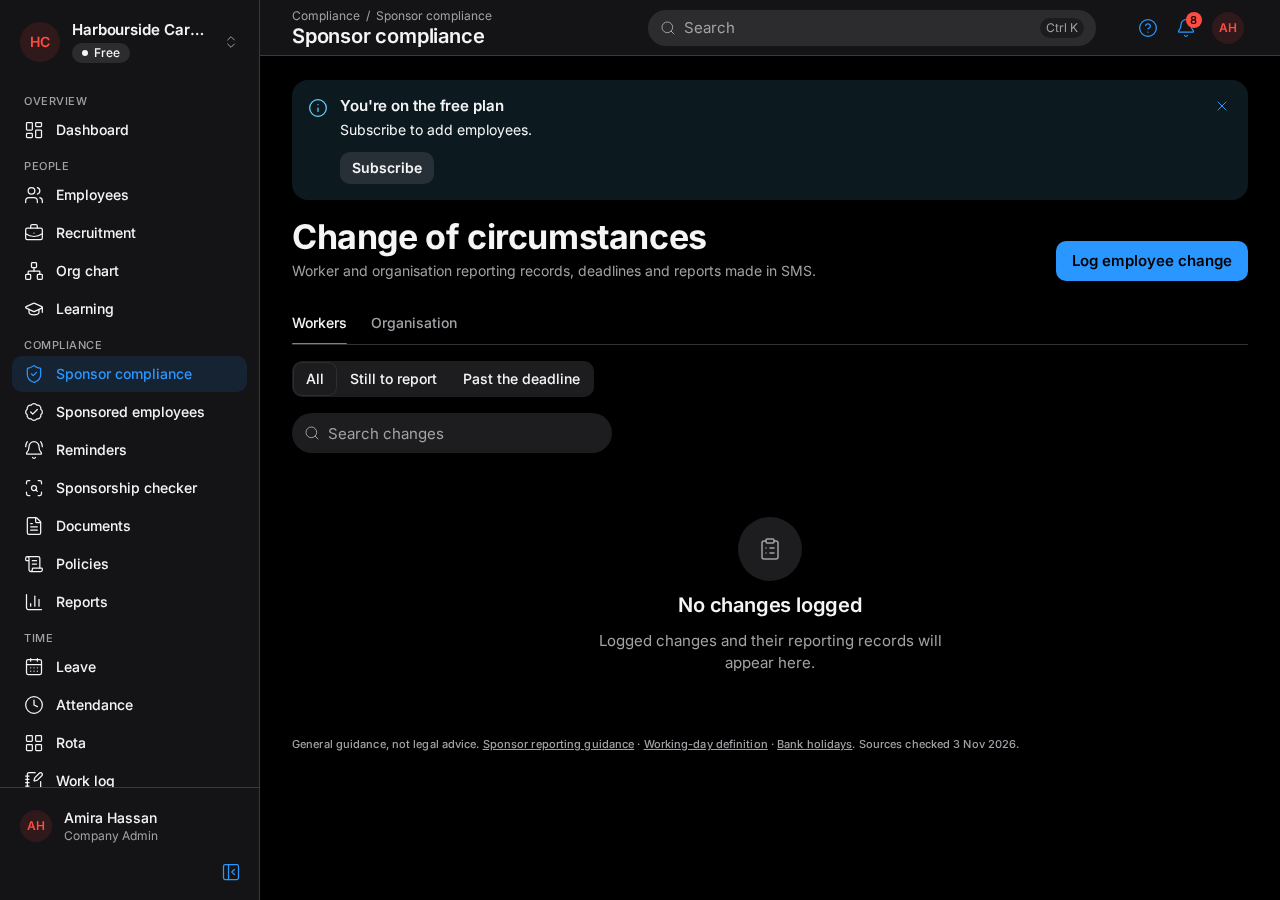 HC
Harbourside Car...
Free
OVERVIEW
Dashboard
PEOPLE
Employees
Recruitment
Org chart
Learning
COMPLIANCE
Sponsor compliance
Sponsored employees
Reminders
Sponsorship checker
Documents
Policies
Reports
TIME
Leave
Attendance
Rota
Work log
AH
Amira Hassan
Company Admin
Compliance / Sponsor compliance
Sponsor compliance
Search
Ctrl K
8
AH
You're on the free plan
Subscribe to add employees.
Subscribe
Change of circumstances
Worker and organisation reporting records, deadlines and reports made in SMS.
Log employee change
Workers
Organisation
All
Still to report
Past the deadline
Search changes
No changes logged
Logged changes and their reporting records will
appear here.
General guidance, not legal advice. Sponsor reporting guidance · Working-day definition · Bank holidays. Sources checked 3 Nov 2026.